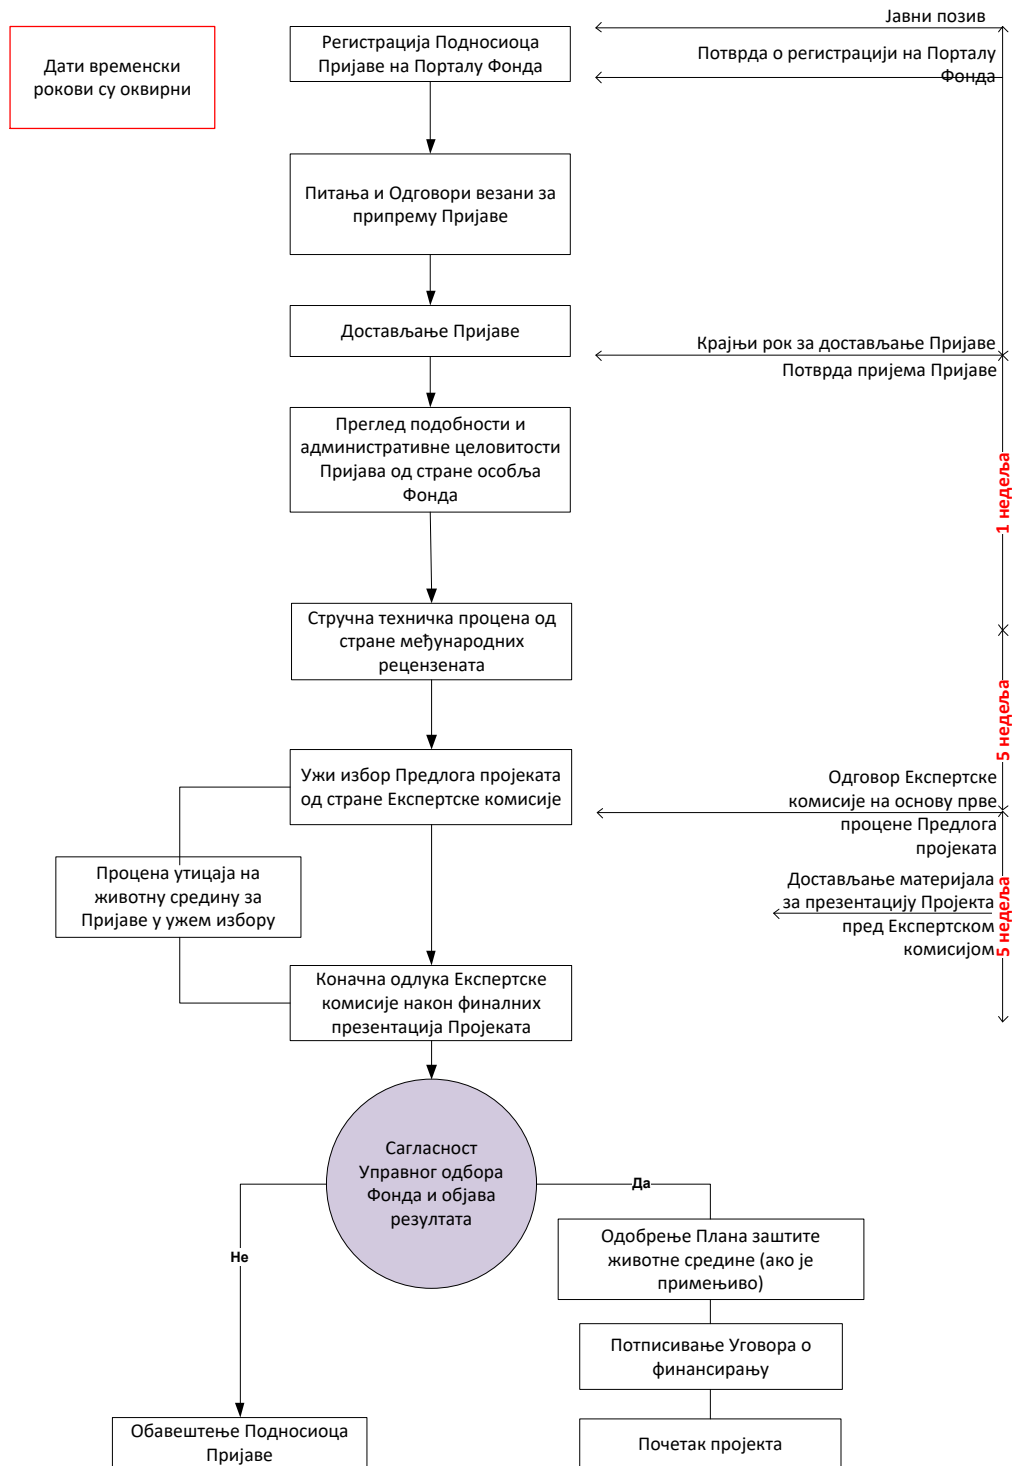 Јавни позив
Регистрација Подносиоца
Пријаве на Порталу Фонда
Потврда о регистрацији на Порталу
Фонда
Дати временски
рокови су оквирни
Питања и Одговори везани за
припрему Пријаве
Достављање Пријаве
Крајњи рок за достављање Пријаве
Потврда пријема Пријаве
Преглед подобности и
административне целовитости
Пријава од стране особља
Фонда
1 недеља
Стручна техничка процена од
стране међународних
рецензената
5 недеља
Ужи избор Предлога пројеката
од стране Експертске комисије
Одговор Експертске
комисије на основу прве
процене Предлога
пројеката
Процена утицаја на
животну средину за
Пријаве у ужем избору
Достављање материјала
за презентацију Пројекта
пред Експертском
комисијом
5 недеља
Коначна одлука Експертске
комисије након финалних
презентација Пројеката
Сагласност
Управног одбора
Фонда и објава
резултата
Да
Не
Одобрење Плана заштите
животне средине (ако је
примењиво)
Потписивање Уговора о
финансирању
Обавештење Подносиоца
Пријаве
Почетак пројекта